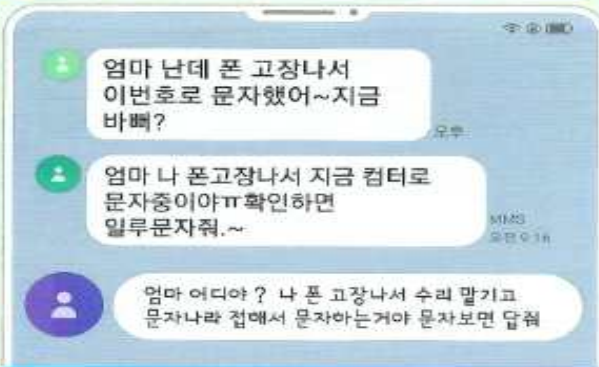 엄마 난데 폰 고장나서
이번호로 문자했어~지금
바뻐?
오후
엄마 나 폰고장나서 지금 컴터로
문자중이야ㅠ확인하면
일루문자줘.~
MMS
오전 9:16
엄마 어디야? 나 폰 고장나서 수리 맡기고
문자나라 접해서 문자하는거야 문자보면 답줘